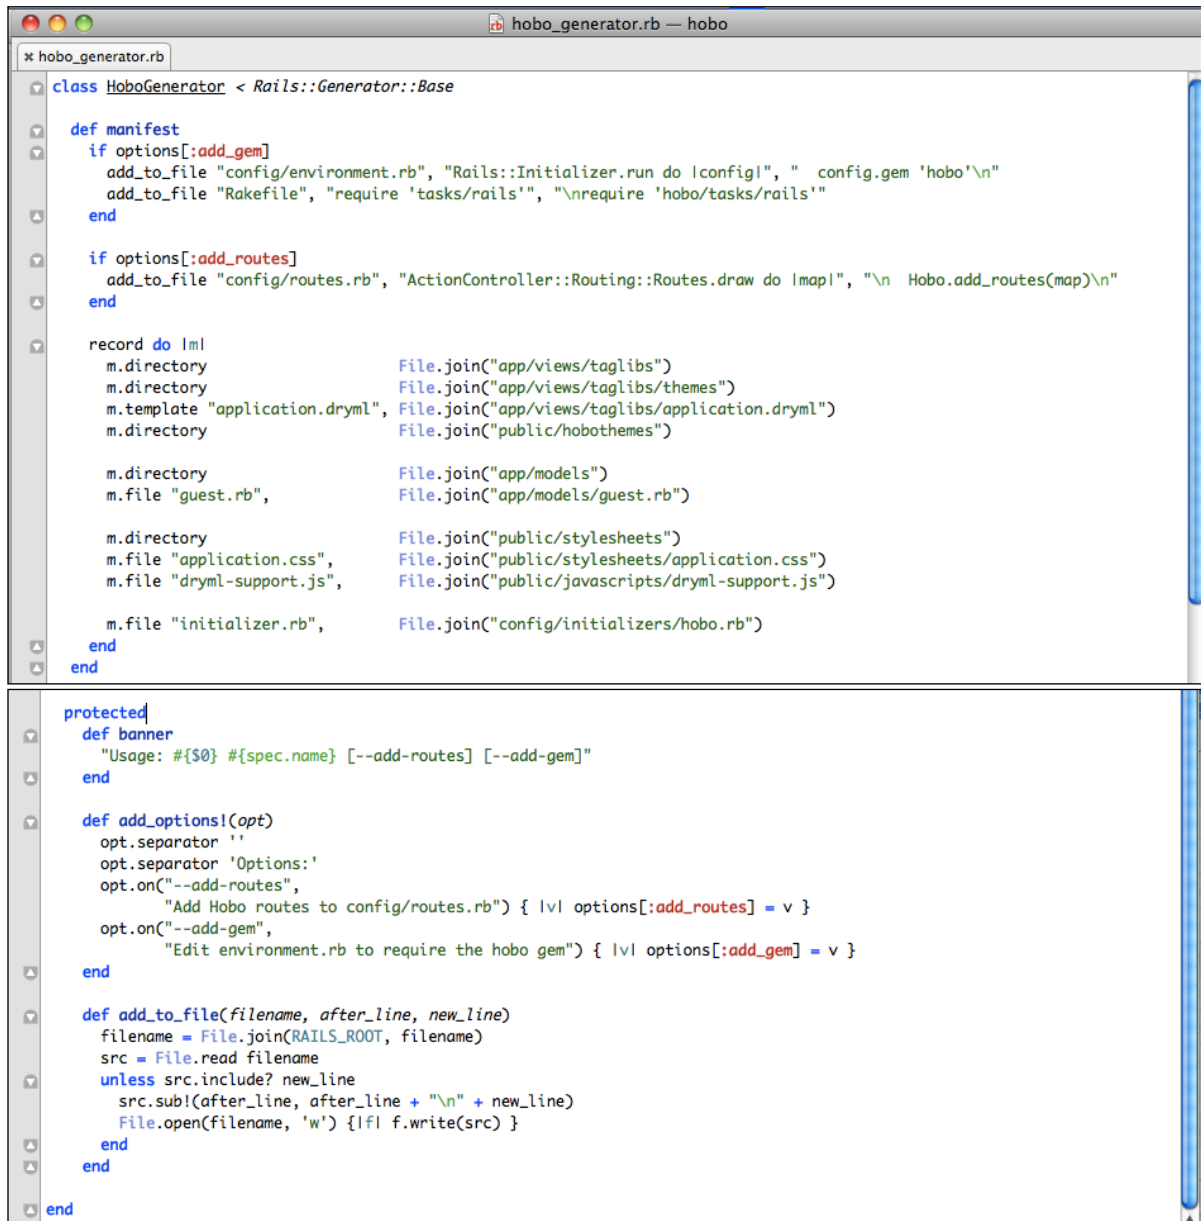 hobo_generator.rb — hobo
hobo_generator.rb
class HoboGenerator < Rails::Generator::Base
  def manifest
    if options[:add_gem]
      add_to_file "config/environment.rb", "Rails::Initializer.run do |config|", "  config.gem 'hobo'\n"
      add_to_file "Rakefile", "require 'tasks/rails'", "\nrequire 'hobo/tasks/rails'"
    end
    if options[:add_routes]
      add_to_file "config/routes.rb", "ActionController::Routing::Routes.draw do |map|", "\n  Hobo.add_routes(map)\n"
    end
    record do |m|
      m.directory                     File.join("app/views/taglibs")
      m.directory                     File.join("app/views/taglibs/themes")
      m.template "application.dryml", File.join("app/views/taglibs/application.dryml")
      m.directory                     File.join("public/hobothemes")
      m.directory                     File.join("app/models")
      m.file "guest.rb",              File.join("app/models/guest.rb")
      m.directory                     File.join("public/stylesheets")
      m.file "application.css",       File.join("public/stylesheets/application.css")
      m.file "dryml-support.js",      File.join("public/javascripts/dryml-support.js")
      m.file "initializer.rb",        File.join("config/initializers/hobo.rb")
    end
  end
  protected
    def banner
      "Usage: #{$0} #{spec.name} [--add-routes] [--add-gem]"
    end
    def add_options!(opt)
      opt.separator ''
      opt.separator 'Options:'
      opt.on("--add-routes",
             "Add Hobo routes to config/routes.rb") { |v| options[:add_routes] = v }
      opt.on("--add-gem",
             "Edit environment.rb to require the hobo gem") { |v| options[:add_gem] = v }
    end
    def add_to_file(filename, after_line, new_line)
      filename = File.join(RAILS_ROOT, filename)
      src = File.read filename
      unless src.include? new_line
        src.sub!(after_line, after_line + "\n" + new_line)
        File.open(filename, 'w') {|f| f.write(src) }
      end
    end
end